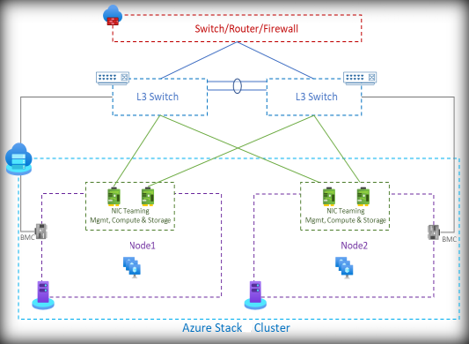 Switch/Router/Firewall
L3 Switch
L3 Switch
NIC Teaming
Mgmt, Compute & Storage
NIC Teaming
Mgmt, Compute & Storage
BMC
BMC
Node1
Node2
Azure Stack Cluster